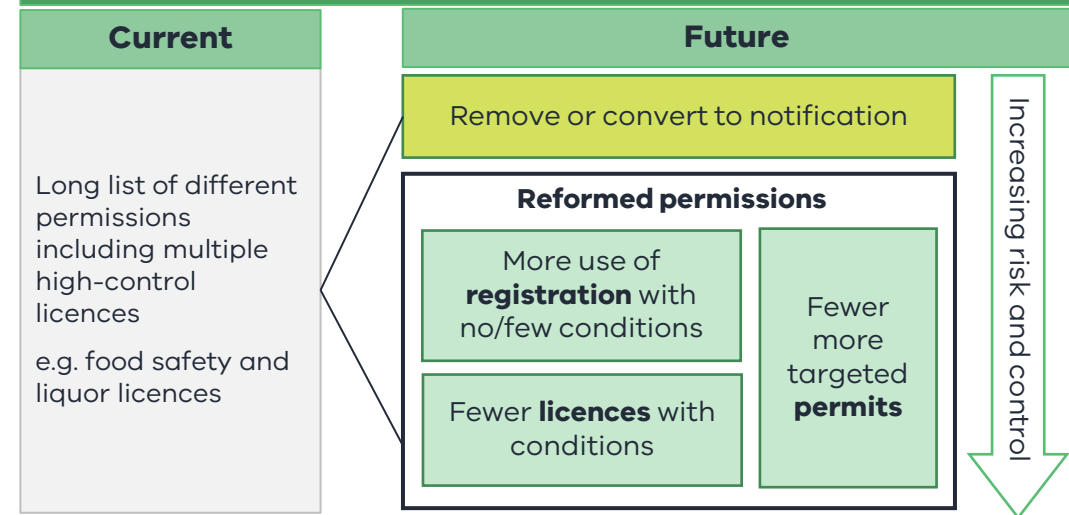 Current
Future
Long list of different
permissions
including multiple
high-control
licences
e.g. food safety and
liquor licences
Remove or convert to notification
Reformed permissions
More use of
registration with
no/few conditions
Fewer licences with
conditions
Fewer
more
targeted
permits
Increasing risk and control